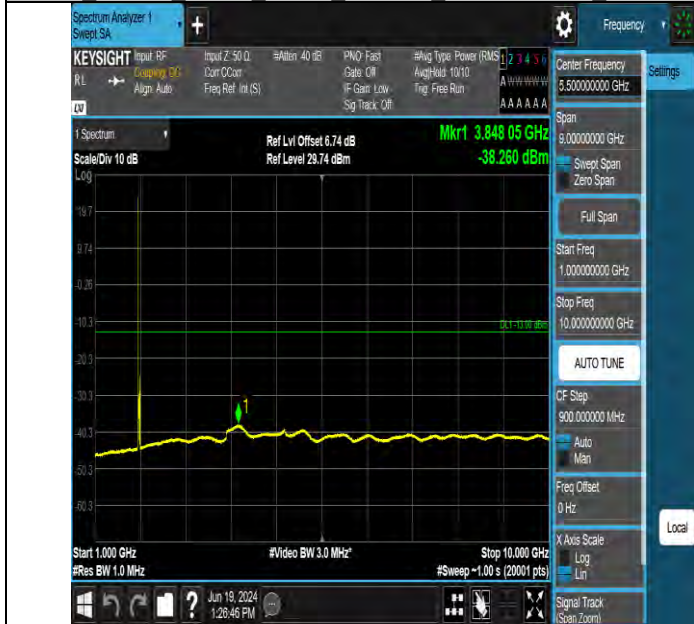 Spectrum Analyzer 1
Swept SA
Frequency
KEYSIGHT
RL
Input: RF
Coupling: DC
Align: Auto
Input Z: 50 Ω
Corr CCorr
Freq Ref: Int (S)
#Atten: 40 dB
PNO: Fast
Gate: Off
IF Gain: Low
Sig Track: Off
#Avg Type: Power (RMS
Avg|Hold: 10/10
Trig: Free Run
1 2 3 4 5 6
A W W W W W
A A A A A A
1 Spectrum
Scale/Div 10 dB
Log
Ref Lvl Offset 6.74 dB
Ref Level 29.74 dBm
Mkr1 3.848 05 GHz
-38.260 dBm
19.7
9.74
-0.26
-10.3
-20.3
-30.3
-40.3
-50.3
-60.3
DL1 -13.00 dBm
1
Start 1.000 GHz
#Res BW 1.0 MHz
#Video BW 3.0 MHz*
Stop 10.000 GHz
#Sweep ~1.00 s (20001 pts)
Jun 19, 2024
1:26:46 PM
Center Frequency
5.500000000 GHz
Settings
Span
9.00000000 GHz
Swept Span
Zero Span
Full Span
Start Freq
1.000000000 GHz
Stop Freq
10.000000000 GHz
AUTO TUNE
CF Step
900.000000 MHz
Auto
Man
Freq Offset
0 Hz
Local
X Axis Scale
Log
Lin
Signal Track
(Span Zoom)